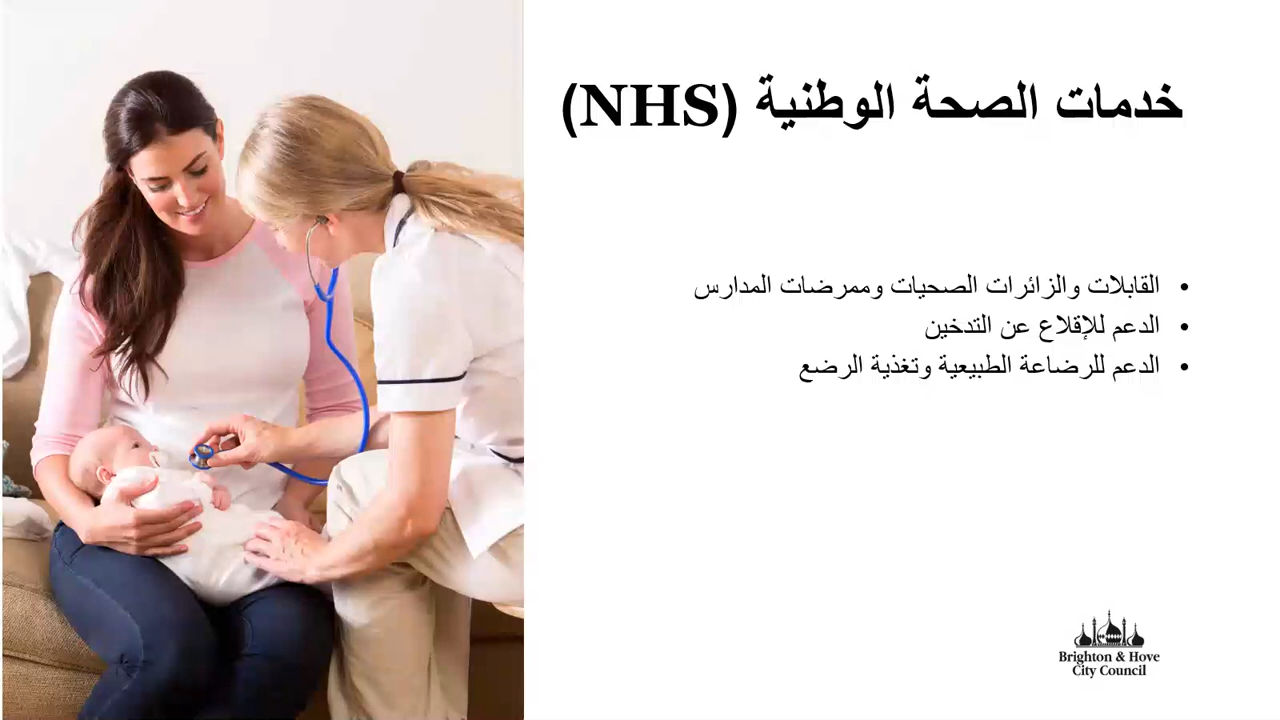 خدمات الصحة الوطنية (NHS)
• القابلات والزائرات الصحيات وممرضات المدارس
• الدعم للإقلاع عن التدخين
• الدعم للرضاعة الطبيعية وتغذية الرضع
Brighton & Hove
City Council